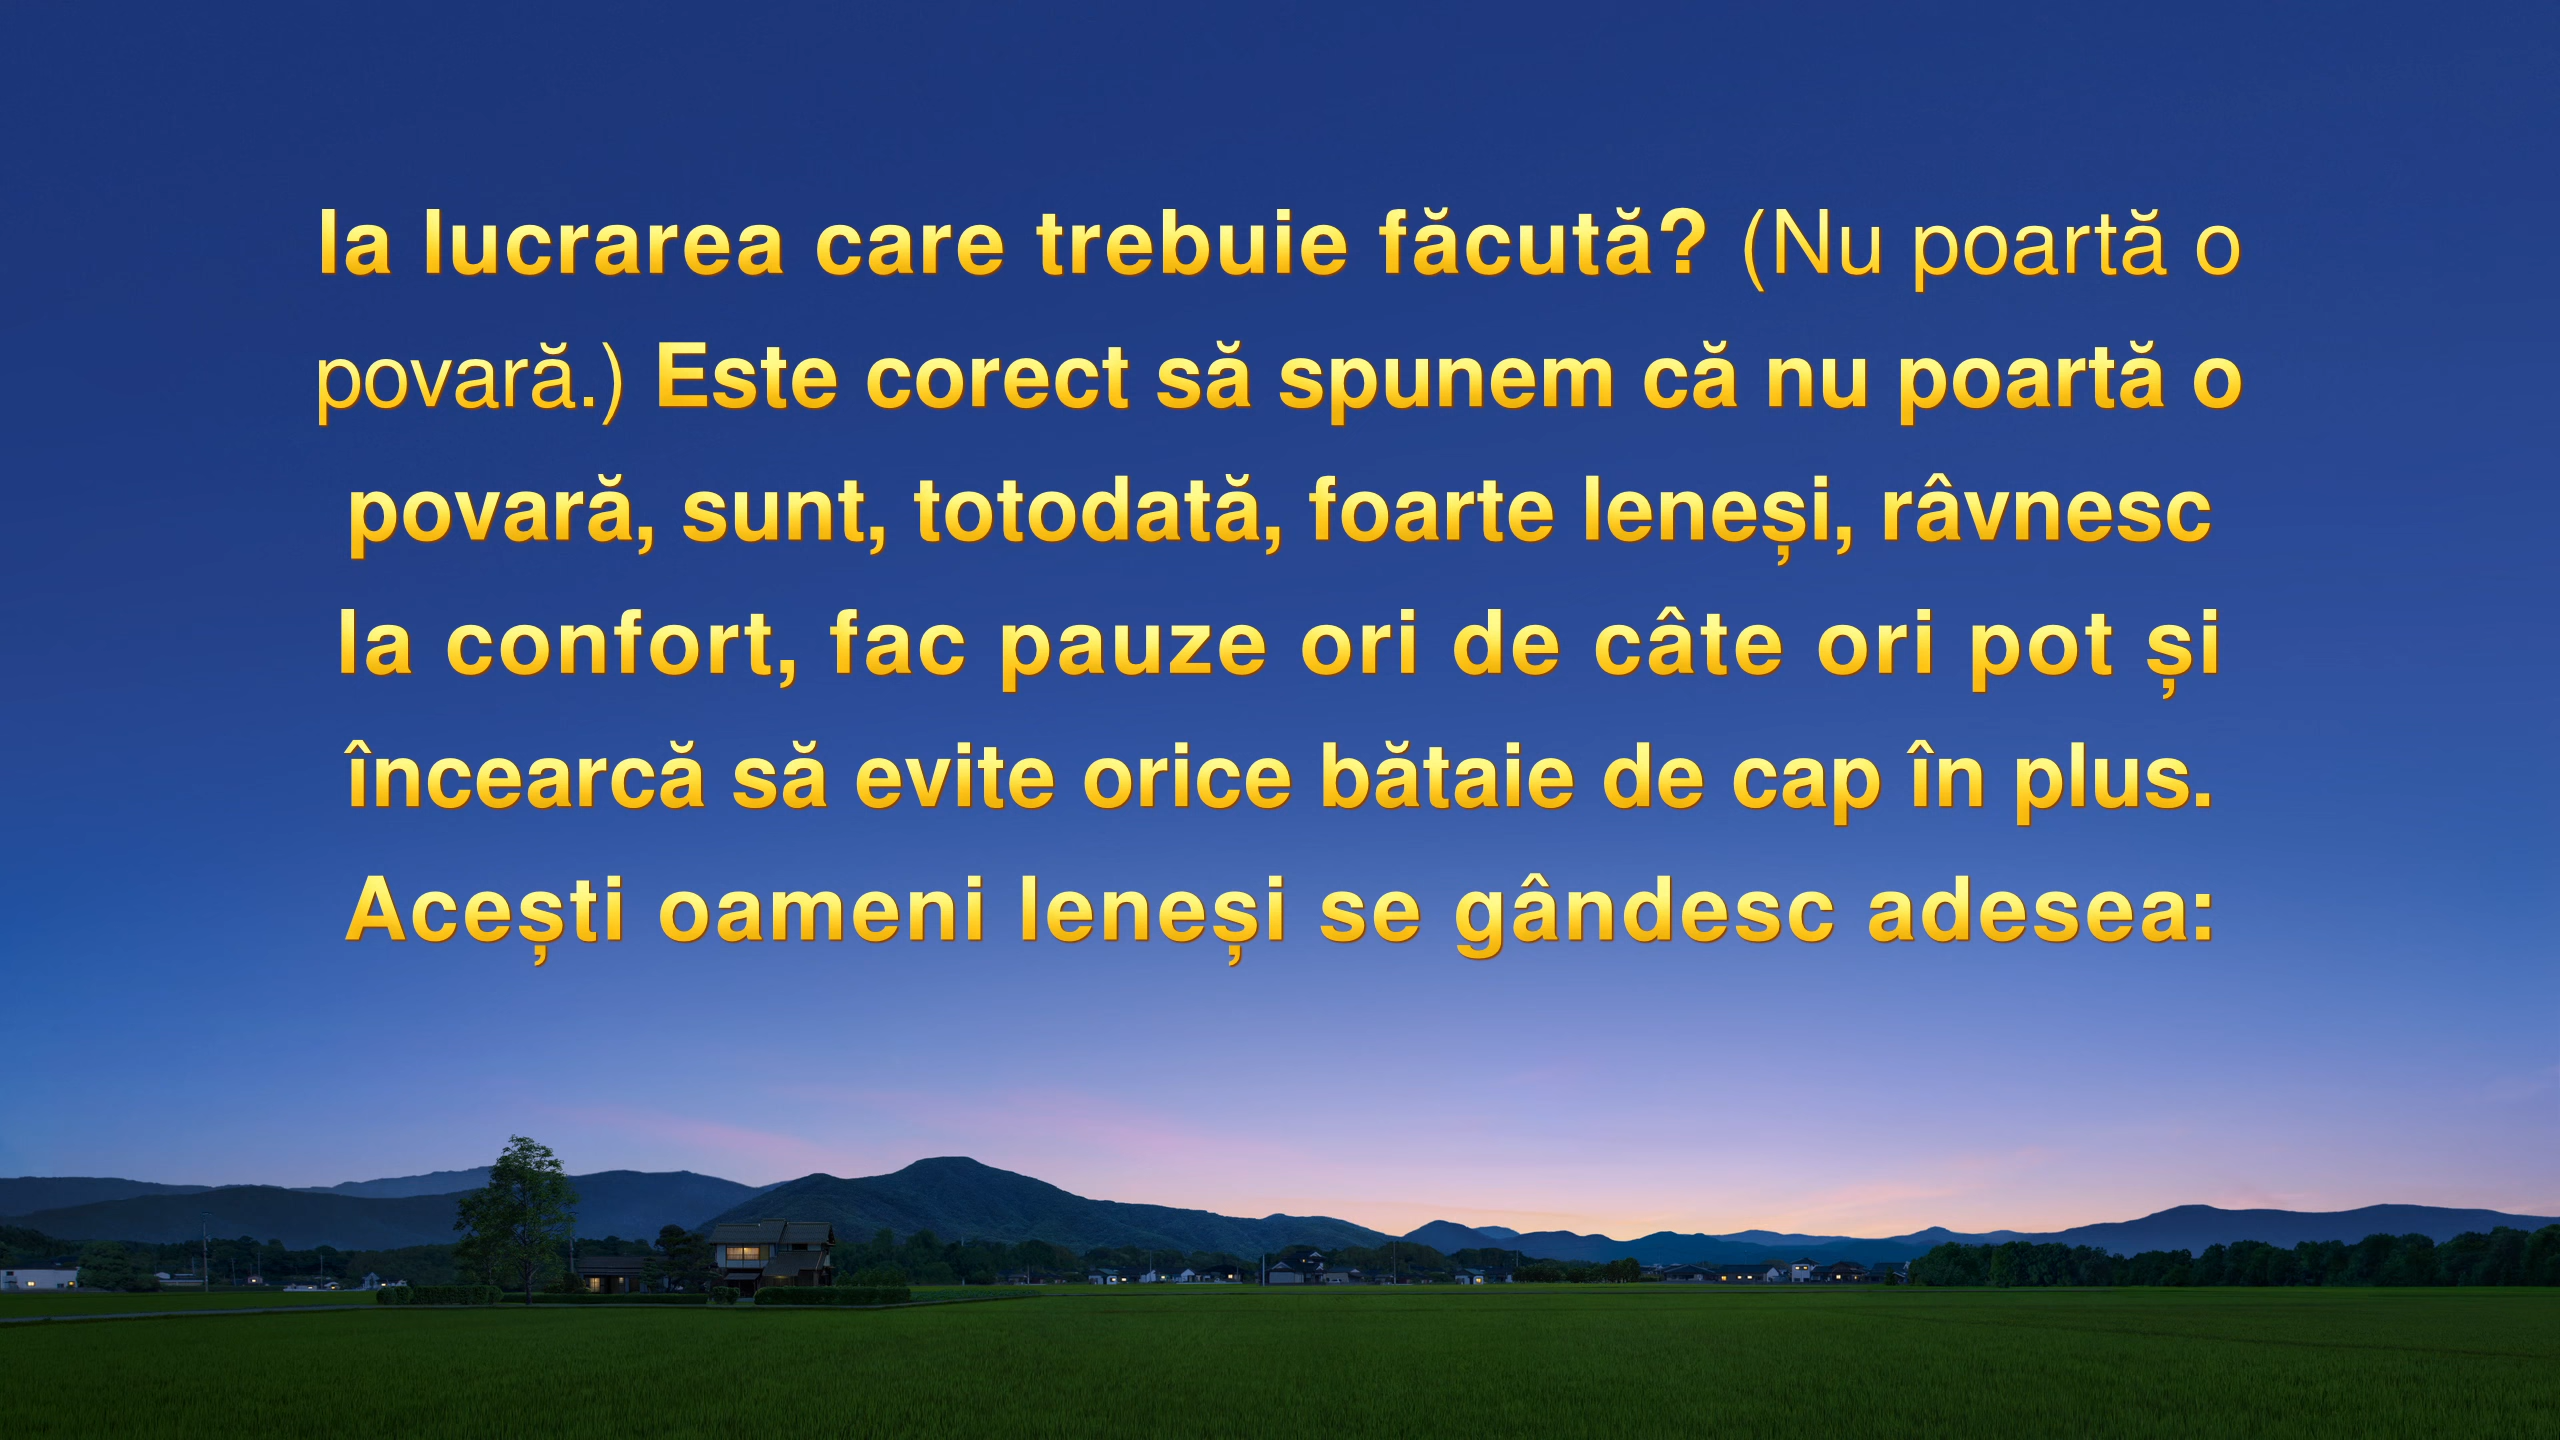 la lucrarea care trebuie făcută? (Nu poartă o
povară.) Este corect să spunem că nu poartă o
povară, sunt, totodată, foarte leneși, râvnesc
la confort, fac pauze ori de câte ori pot și
încearcă să evite orice bătaie de cap în plus.
Acești oameni leneși se gândesc adesea: